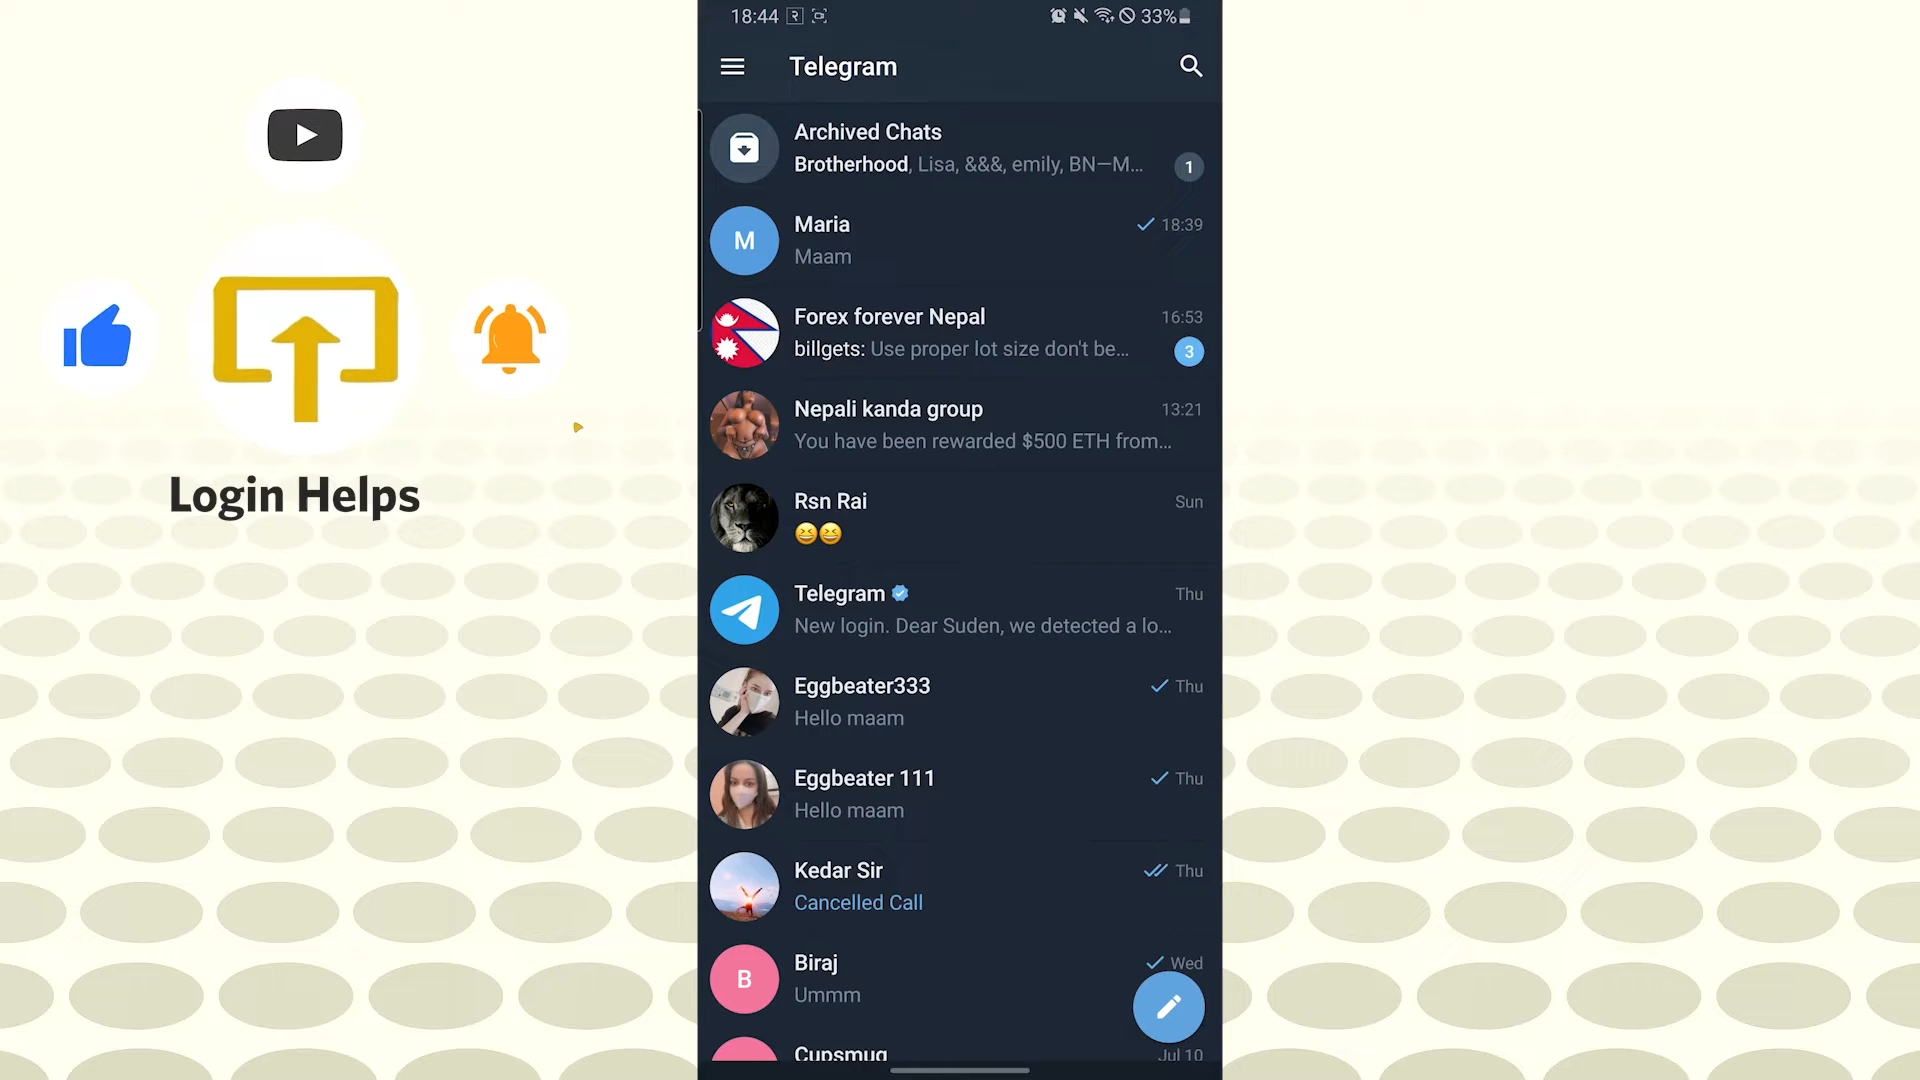 18:44
33%
Telegram
Archived Chats
Brotherhood, Lisa, &&&, emily, BN—M...
1
Maria
18:39
M
Maam
Forex forever Nepal
16:53
billgets: Use proper lot size don't be...
3
Nepali kanda group
13:21
You have been rewarded $500 ETH from...
Rsn Rai
Sun
😆😆
Telegram
Thu
New login. Dear Suden, we detected a lo...
Eggbeater333
Thu
Hello maam
Eggbeater 111
Thu
Hello maam
Kedar Sir
Thu
Cancelled Call
Biraj
Wed
B
Ummm
Cupsmug
Jul 10
Login Helps